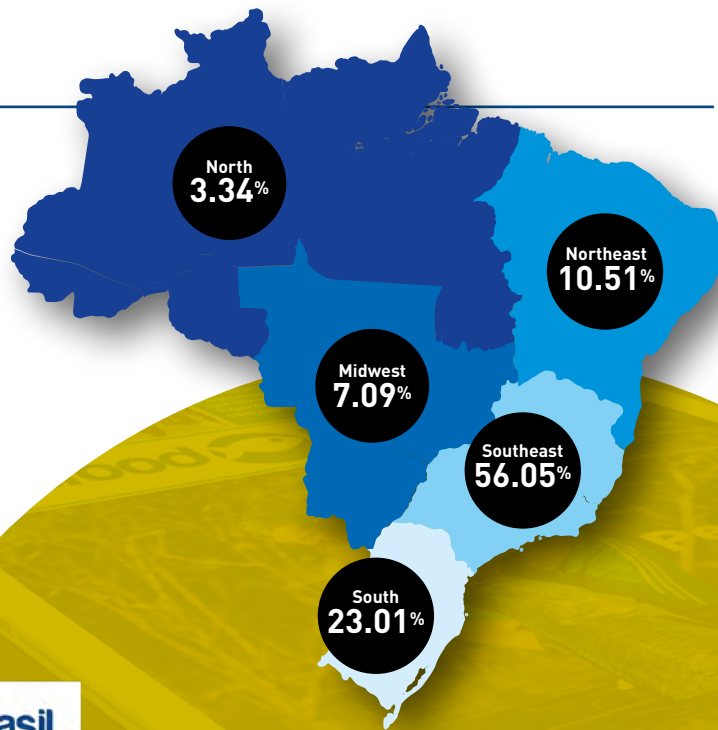 North
3.34%
Northeast
10.51%
Midwest
7.09%
Southeast
56.05%
South
23.01%
asil